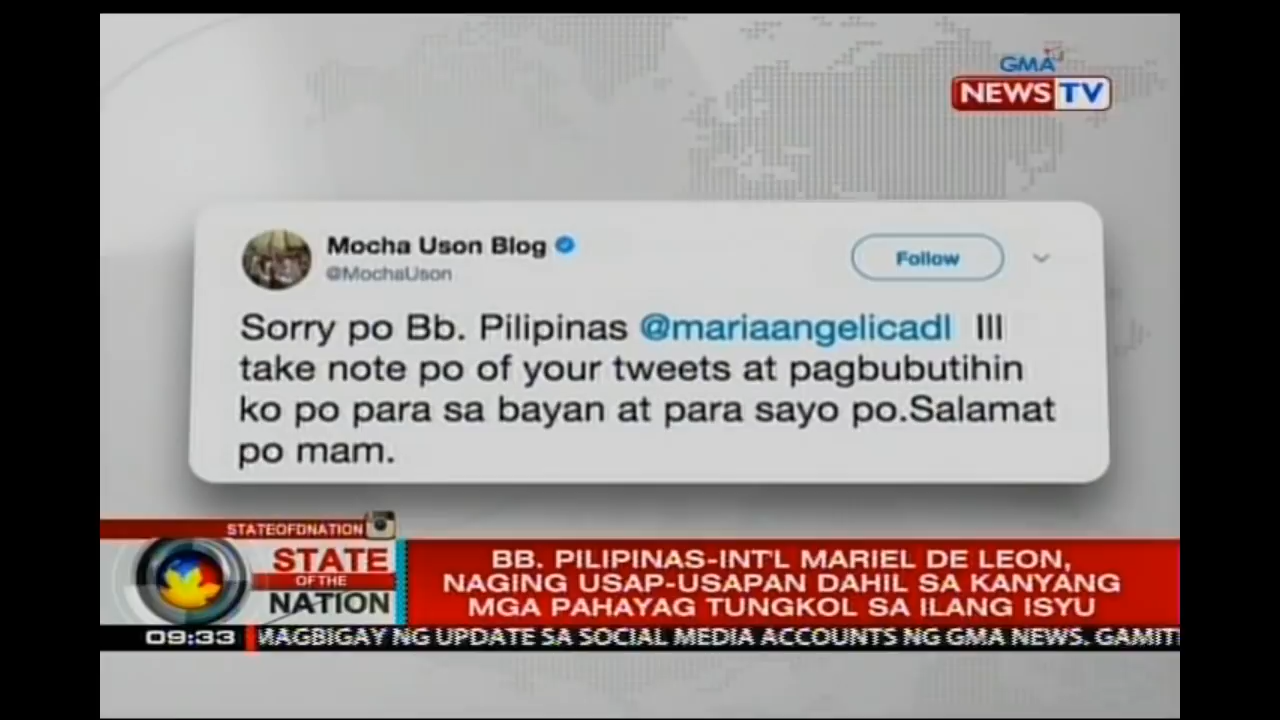 GMA
NEWS TV
Mocha Uson Blog
@MochaUson
Follow
Sorry po Bb. Pilipinas @mariaangelicadl Ill
take note po of your tweets at pagbubutihin
ko po para sa bayan at para sayo po.Salamat
po mam.
STATEOFDNATION
STATE
OF THE
NATION
BB. PILIPINAS-INT'L MARIEL DE LEON,
NAGING USAP-USAPAN DAHIL SA KANYANG
MGA PAHAYAG TUNGKOL SA ILANG ISYU
09:33
MAGBIGAY NG UPDATE SA SOCIAL MEDIA ACCOUNTS NG GMA NEWS. GAMITI